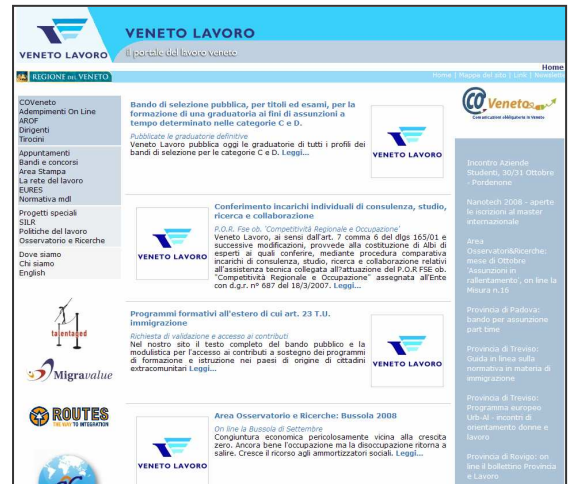 VENETO LAVORO
VENETO LAVORO
Il portale del lavoro veneto
Home
REGIONE DEL VENETO
Home | Mappa del sito | Link | Newsletter
COVeneto
Adempimenti On Line
AROF
Dirigenti
Tirocini
Appuntamenti
Bandi e concorsi
Area Stampa
La rete del lavoro
EURES
Normativa mdl
Progetti speciali
SILR
Politiche del lavoro
Osservatorio e Ricerche
Dove siamo
Chi siamo
English
talentaged
Migravalue
ROUTES
THE WAY TO INTEGRATION
Bando di selezione pubblica, per titoli ed esami, per la
formazione di una graduatoria ai fini di assunzioni a
tempo determinato nelle categorie C e D.
Pubblicate le graduatorie definitive
Veneto Lavoro pubblica oggi le graduatorie di tutti i profili dei
bandi di selezione per le categorie C e D. Leggi...
VENETO LAVORO
Conferimento incarichi individuali di consulenza, studio,
ricerca e collaborazione
P.O.R. Fse ob. 'Competitività Regionale e Occupazione'
Veneto Lavoro, ai sensi dall'art. 7 comma 6 del dlgs 165/01 e
successive modificazioni, provvede alla costituzione di Albi di
esperti ai quali conferire, mediante procedura comparativa
incarichi di consulenza, studio, ricerca e collaborazione relativi
all'assistenza tecnica collegata all?attuazione del P.O.R FSE ob.
"Competitività Regionale e Occupazione" assegnata all'Ente
con d.g.r. n° 687 del 18/3/2007. Leggi...
VENETO LAVORO
Programmi formativi all'estero di cui art. 23 T.U.
immigrazione
Richiesta di validazione e accesso ai contributi
Nel nostro sito il testo completo del bando pubblico e la
modulistica per l'accesso ai contributi a sostegno dei programmi
di formazione e istruzione nei paesi di origine di cittadini
extracomunitari Leggi...
VENETO LAVORO
Area Osservatorio e Ricerche: Bussola 2008
On line la Bussola di Settembre
Congiuntura economica pericolosamente vicina alla crescita
zero. Ancora bene l'occupazione ma la disoccupazione ritorna a
salire. Cresce il ricorso agli ammortizzatori sociali. Leggi...
VENETO LAVORO
CO Veneto
Comunicazioni obbligatorie in Veneto
Incontro Aziende
Studenti, 30/31 Ottobre
- Pordenone
Nanotech 2008 - aperte
le iscrizioni al master
internazionale
Area
Osservatorio&Ricerche:
mese di Ottobre
'Assunzioni in
rallentamento', on line la
Misura n.16
Provincia di Padova:
bando per assunzione
part time
Provincia di Treviso:
Guida in linea sulla
normativa in materia di
immigrazione
Provincia di Treviso:
Programma europeo
Urb-Al - incontri di
orientamento donne e
lavoro
Provincia di Rovigo: on
line il bollettino Provincia
e Lavoro